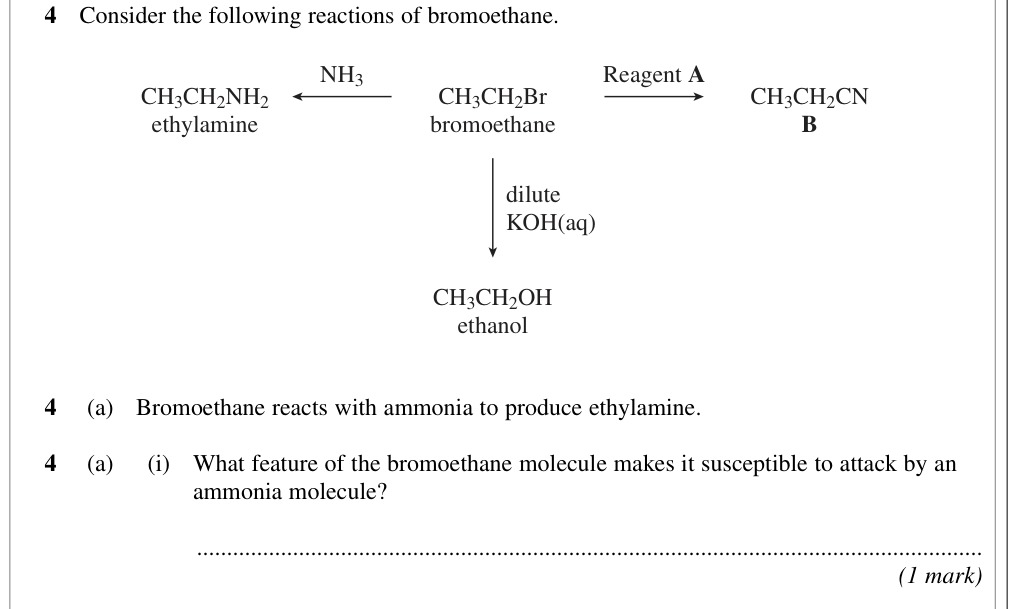 4 Consider the following reactions of bromoethane.
NH₃ Reagent A
CH₃CH₂NH₂ CH₃CH₂Br CH₃CH₂CN
ethylamine bromoethane B
dilute
KOH(aq)
CH₃CH₂OH
ethanol
4 (a) Bromoethane reacts with ammonia to produce ethylamine.
4 (a) (i) What feature of the bromoethane molecule makes it susceptible to attack by an
ammonia molecule?
(1 mark)